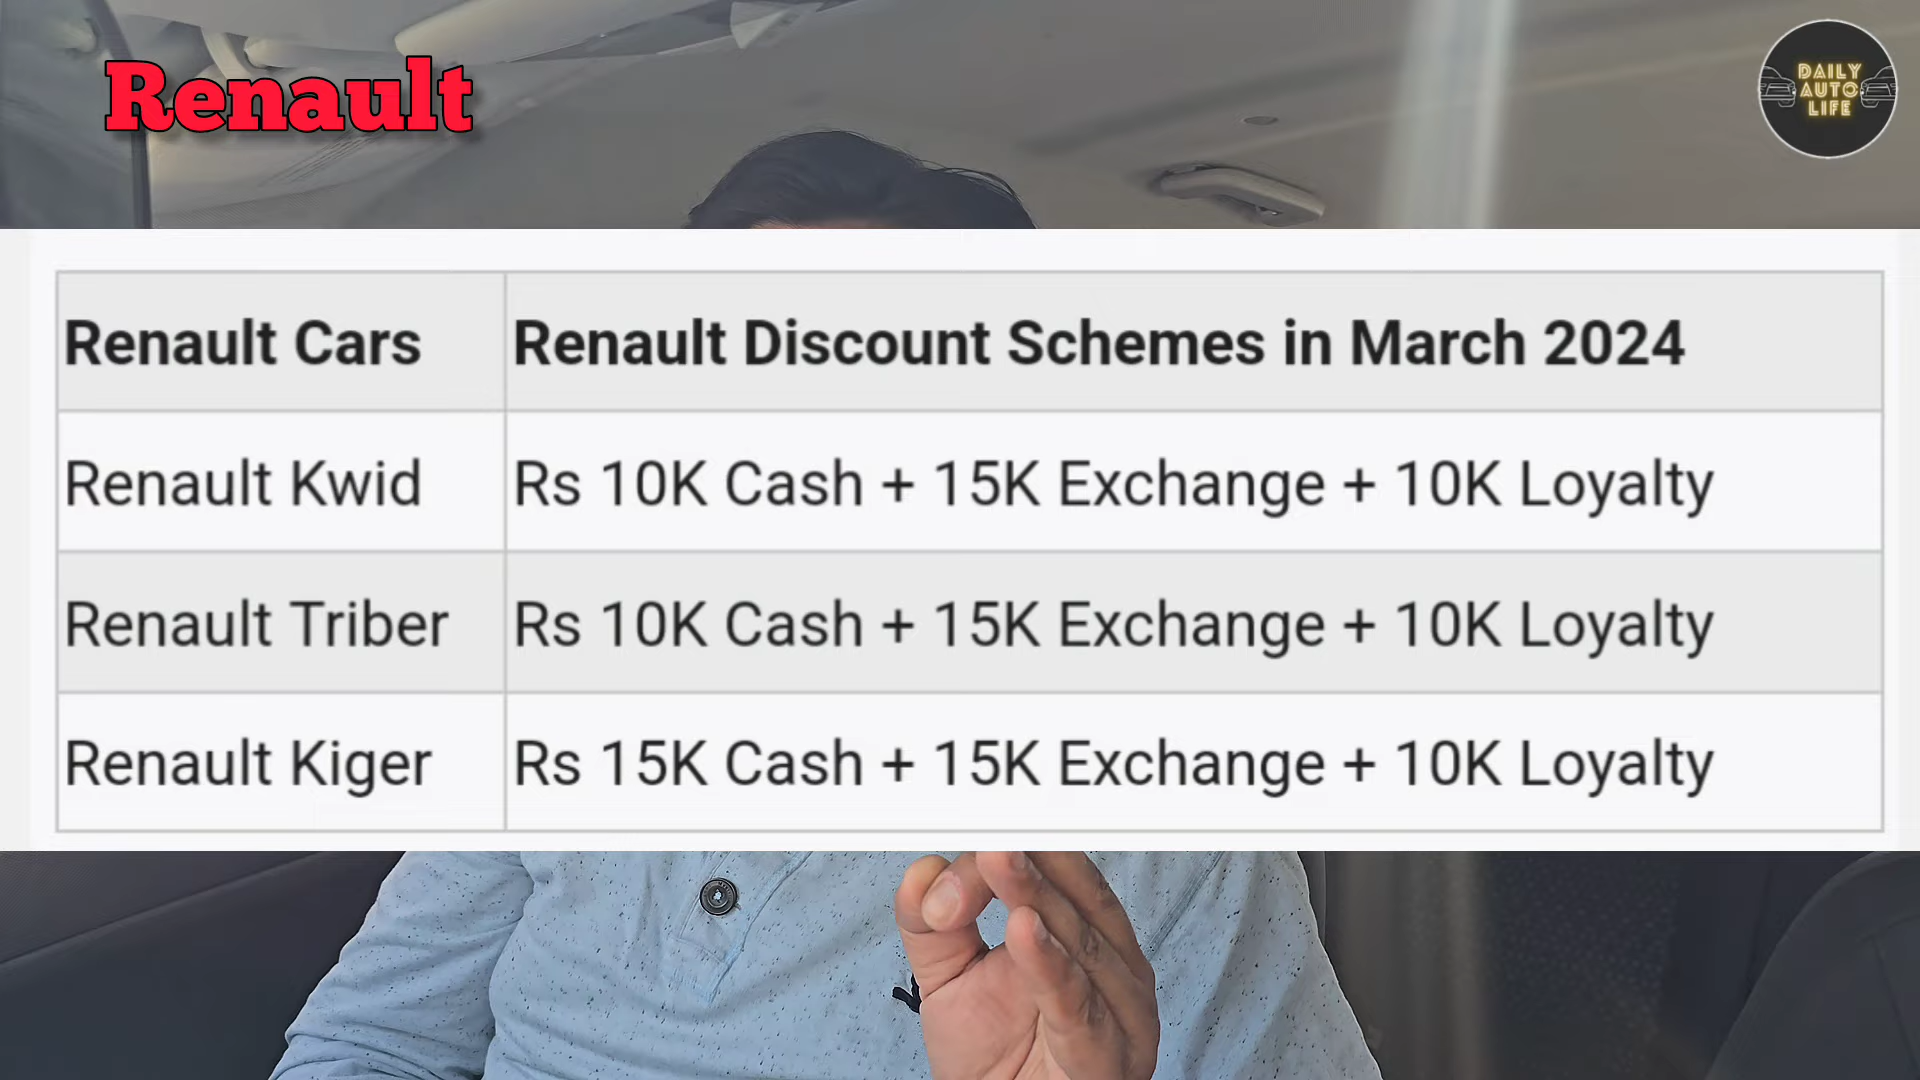 Renault
DAILY
AUTO
LIFE
Renault Cars
Renault Discount Schemes in March 2024
Renault Kwid
Rs 10K Cash + 15K Exchange + 10K Loyalty
Renault Triber
Rs 10K Cash + 15K Exchange + 10K Loyalty
Renault Kiger
Rs 15K Cash + 15K Exchange + 10K Loyalty